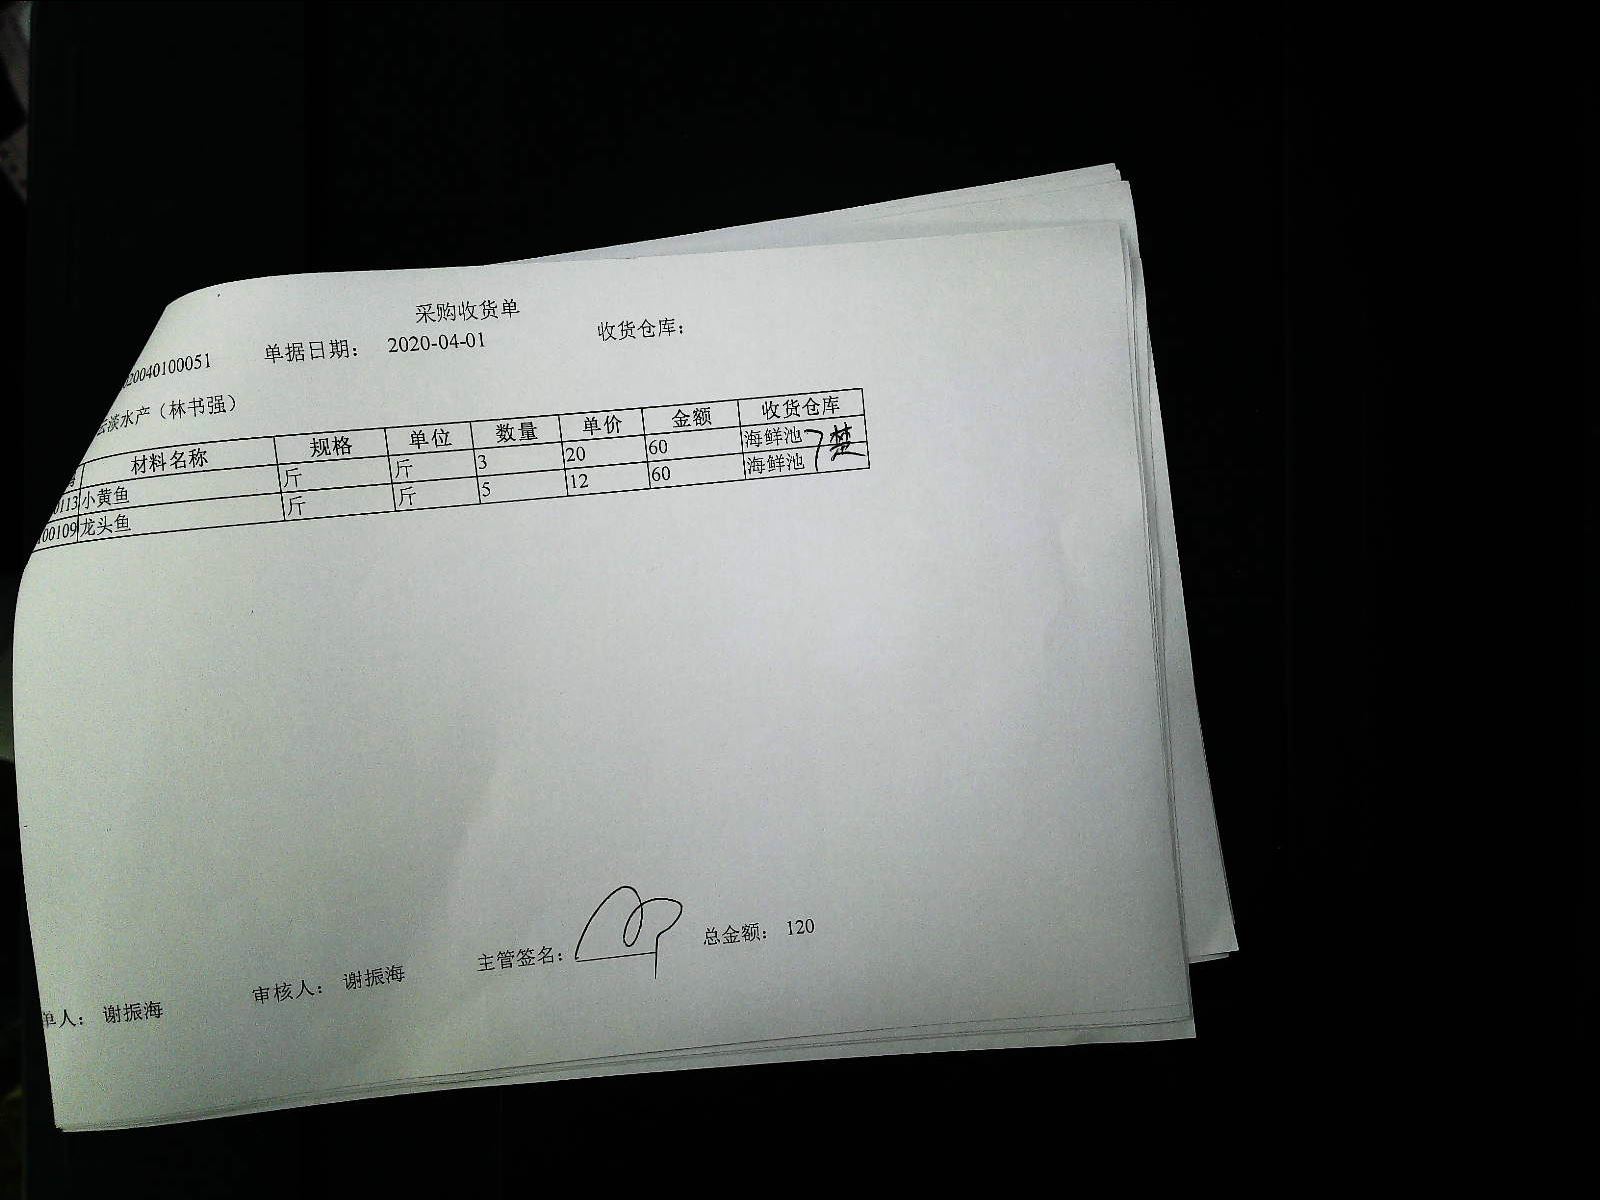 采购收货单
20040100051 单据日期： 2020-04-01 收货仓库：
淡水产（林书强）
材料名称 规格 单位 数量 单价 金额 收货仓库
0113 小黄鱼 斤 斤 3 20 60 海鲜池
00109 龙头鱼 斤 斤 5 12 60 海鲜池
楚
单人： 谢振海 审核人： 谢振海 主管签名： 总金额： 120